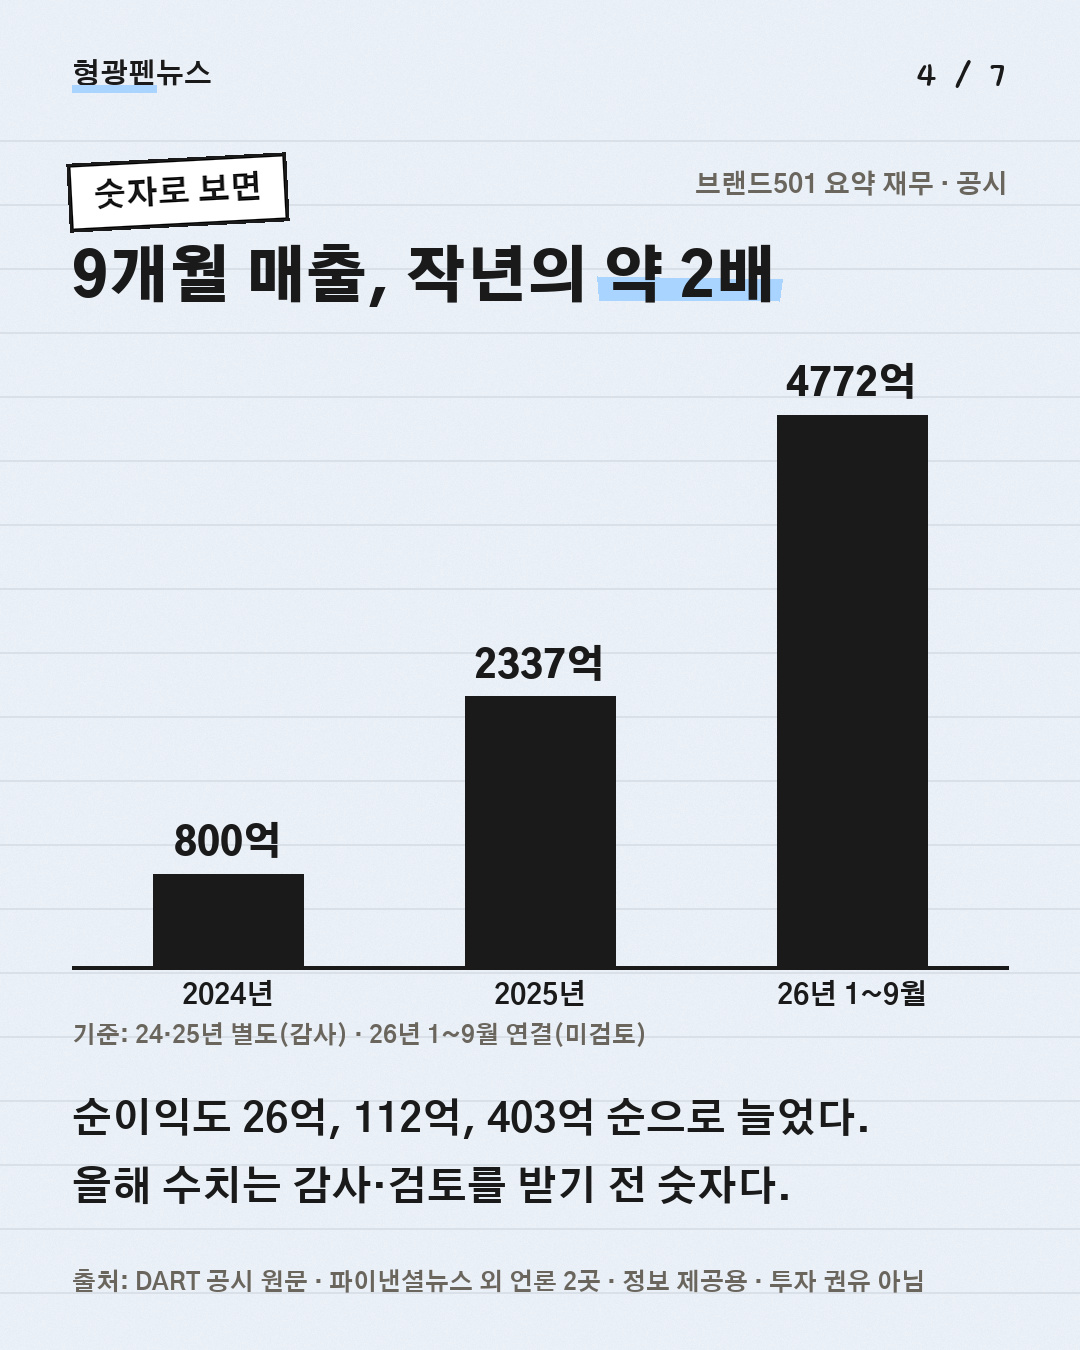 형광펜뉴스
4 / 7
숫자로 보면
브랜드501 요약 재무 · 공시
9개월 매출, 작년의 약 2배
4772억
2337억
800억
2024년
2025년
26년 1~9월
기준: 24·25년 별도(감사) · 26년 1~9월 연결(미검토)
순이익도 26억, 112억, 403억 순으로 늘었다.
올해 수치는 감사·검토를 받기 전 숫자다.
출처: DART 공시 원문 · 파이낸셜뉴스 외 언론 2곳 · 정보 제공용 · 투자 권유 아님